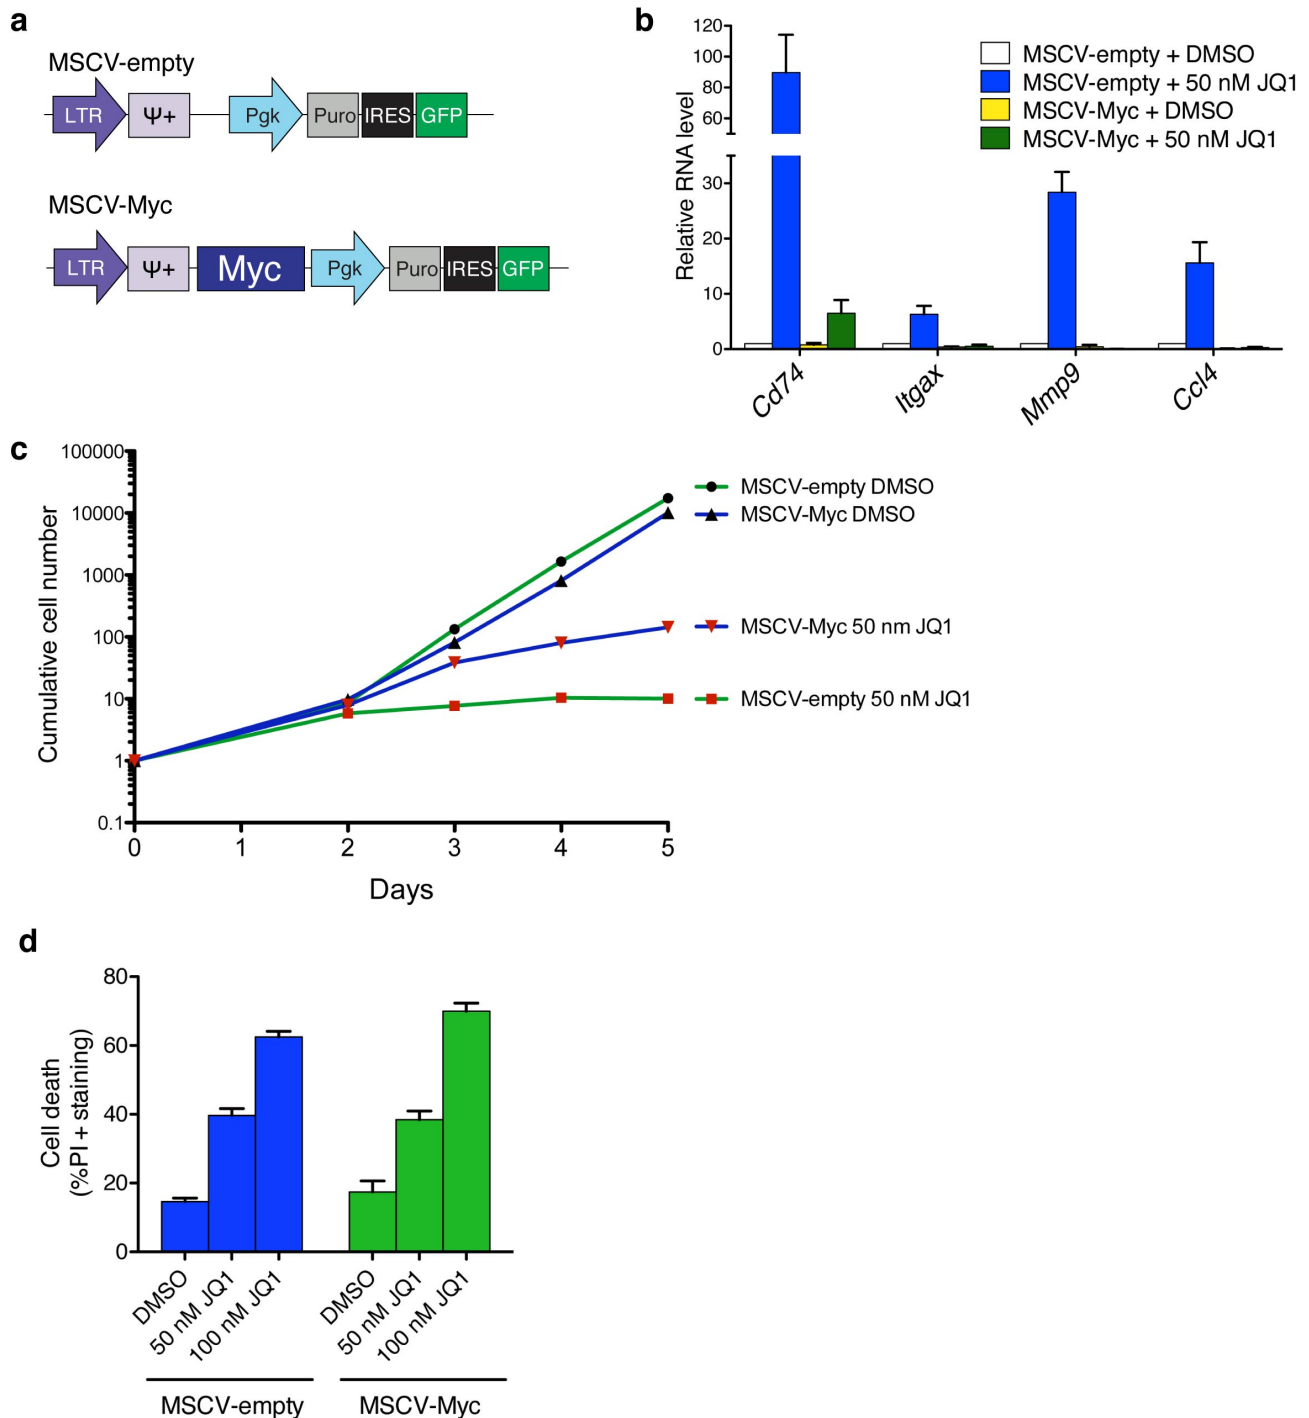 a
MSCV-empty
LTR Ψ+ Pgk Puro IRES GFP
MSCV-Myc
LTR Ψ+ Myc Pgk Puro IRES GFP
b
Relative RNA level
120
100
80
60
30
20
10
0
MSCV-empty + DMSO
MSCV-empty + 50 nM JQ1
MSCV-Myc + DMSO
MSCV-Myc + 50 nM JQ1
Cd74 Itgax Mmp9 Ccl4
c
Cumulative cell number
100000
10000
1000
100
10
1
0.1
0 1 2 3 4 5
Days
MSCV-empty DMSO
MSCV-Myc DMSO
MSCV-Myc 50 nm JQ1
MSCV-empty 50 nM JQ1
d
Cell death
(%PI + staining)
80
60
40
20
0
DMSO 50 nM JQ1 100 nM JQ1 DMSO 50 nM JQ1 100 nM JQ1
MSCV-empty MSCV-Myc